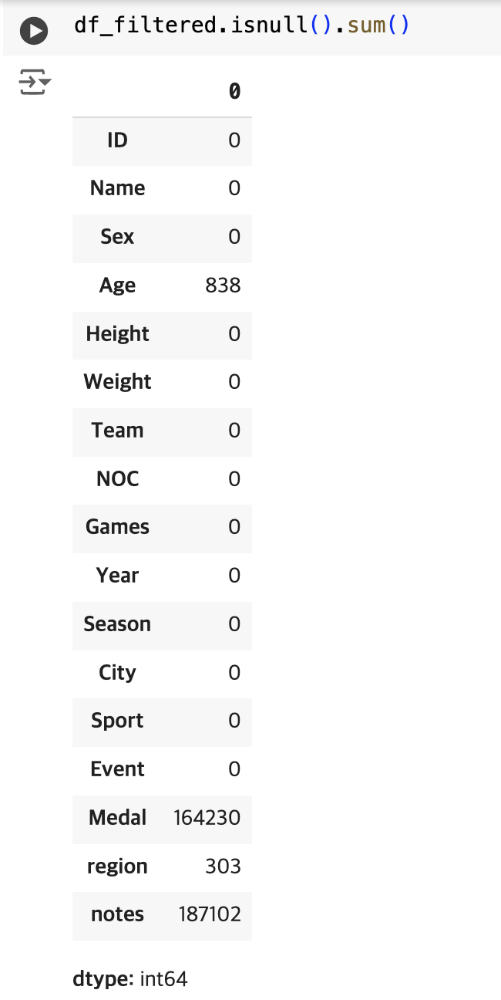 df_filtered.isnull().sum()
0
ID 0
Name 0
Sex 0
Age 838
Height 0
Weight 0
Team 0
NOC 0
Games 0
Year 0
Season 0
City 0
Sport 0
Event 0
Medal 164230
region 303
notes 187102
dtype: int64